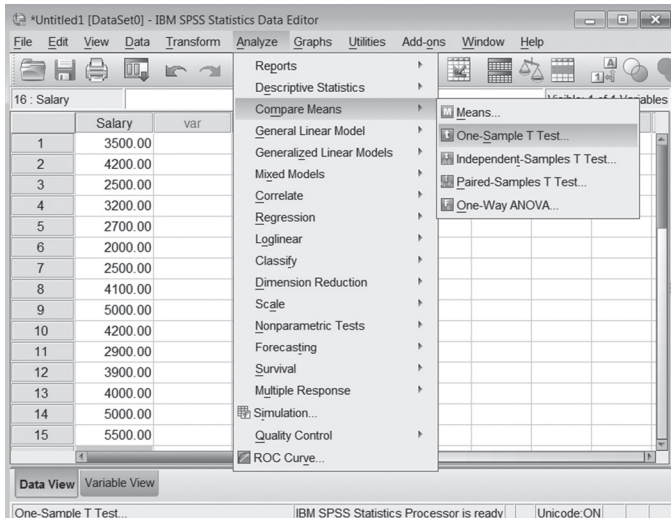 *Untitled1 [DataSet0] - IBM SPSS Statistics Data Editor
File Edit View Data Transform Analyze Graphs Utilities Add-ons Window Help
16 : Salary
Visible: 1 of 1 Variables
Salary var
1 3500.00
2 4200.00
3 2500.00
4 3200.00
5 2700.00
6 2000.00
7 2500.00
8 4100.00
9 5000.00
10 4200.00
11 2900.00
12 3900.00
13 4000.00
14 5000.00
15 5500.00
Reports
Descriptive Statistics
Compare Means
General Linear Model
Generalized Linear Models
Mixed Models
Correlate
Regression
Loglinear
Classify
Dimension Reduction
Scale
Nonparametric Tests
Forecasting
Survival
Multiple Response
Simulation...
Quality Control
ROC Curve...
Means...
One-Sample T Test...
Independent-Samples T Test...
Paired-Samples T Test...
One-Way ANOVA...
Data View Variable View
One-Sample T Test... IBM SPSS Statistics Processor is ready Unicode:ON